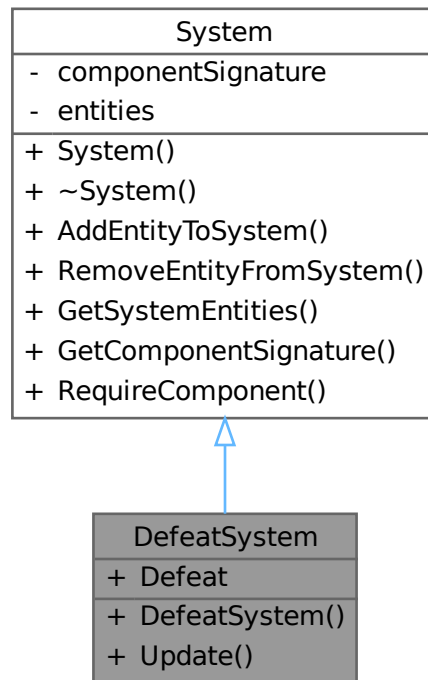 System
- componentSignature
- entities
+ System()
+ ~System()
+ AddEntityToSystem()
+ RemoveEntityFromSystem()
+ GetSystemEntities()
+ GetComponentSignature()
+ RequireComponent()
DefeatSystem
+ Defeat
+ DefeatSystem()
+ Update()